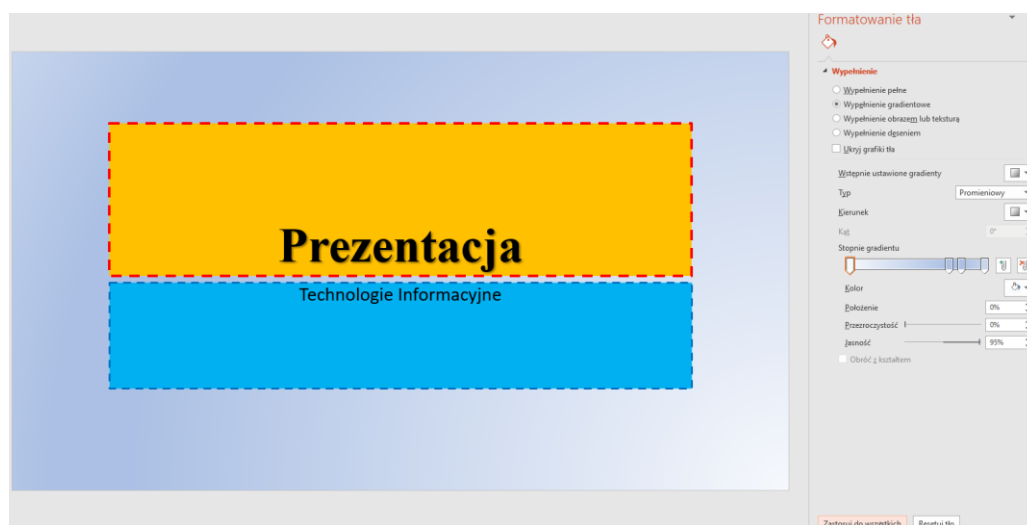 Formatowanie tła
Wypełnienie
Wypełnienie pełne
Wypełnienie gradientowe
Wypełnienie obrazem lub teksturą
Wypełnienie deseniem
Ukryj grafiki tła
Wstępnie ustawione gradienty
Typ Promieniowy
Kierunek
Kąt 0°
Stopnie gradientu
Kolor
Położenie 0%
Przezroczystość 0%
Jasność 95%
Obróć z kształtem
Zastosuj do wszystkich Resetuj tło
Prezentacja
Technologie Informacyjne